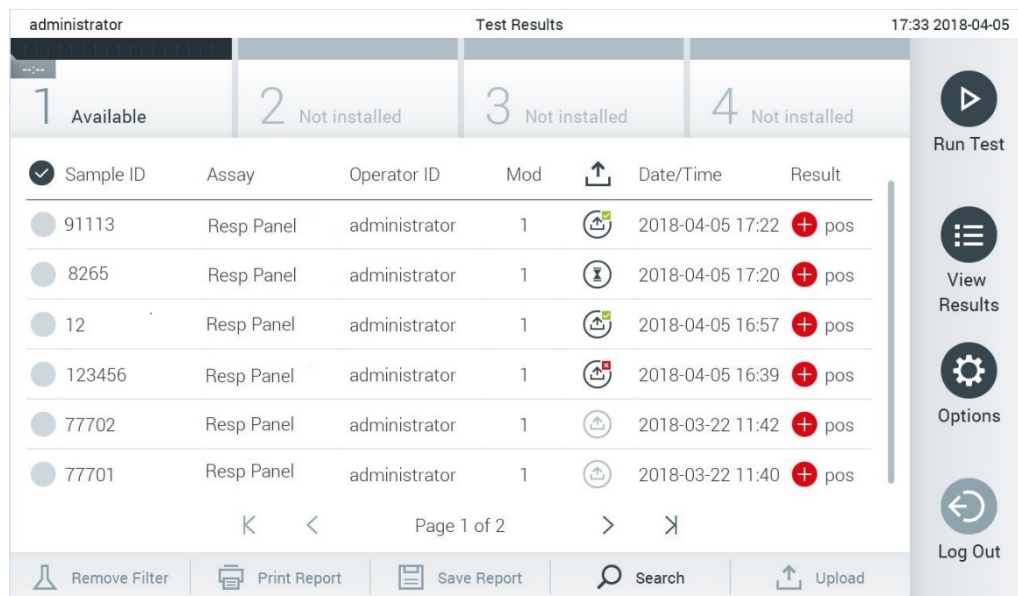 administrator Test Results 17:33 2018-04-05
--:--
1 Available 2 Not installed 3 Not installed 4 Not installed
Run Test
Sample ID Assay Operator ID Mod Date/Time Result
91113 Resp Panel administrator 1 2018-04-05 17:22 pos
8265 Resp Panel administrator 1 2018-04-05 17:20 pos
View
Results
12 Resp Panel administrator 1 2018-04-05 16:57 pos
123456 Resp Panel administrator 1 2018-04-05 16:39 pos
Options
77702 Resp Panel administrator 1 2018-03-22 11:42 pos
77701 Resp Panel administrator 1 2018-03-22 11:40 pos
Page 1 of 2
Log Out
Remove Filter Print Report Save Report Search Upload